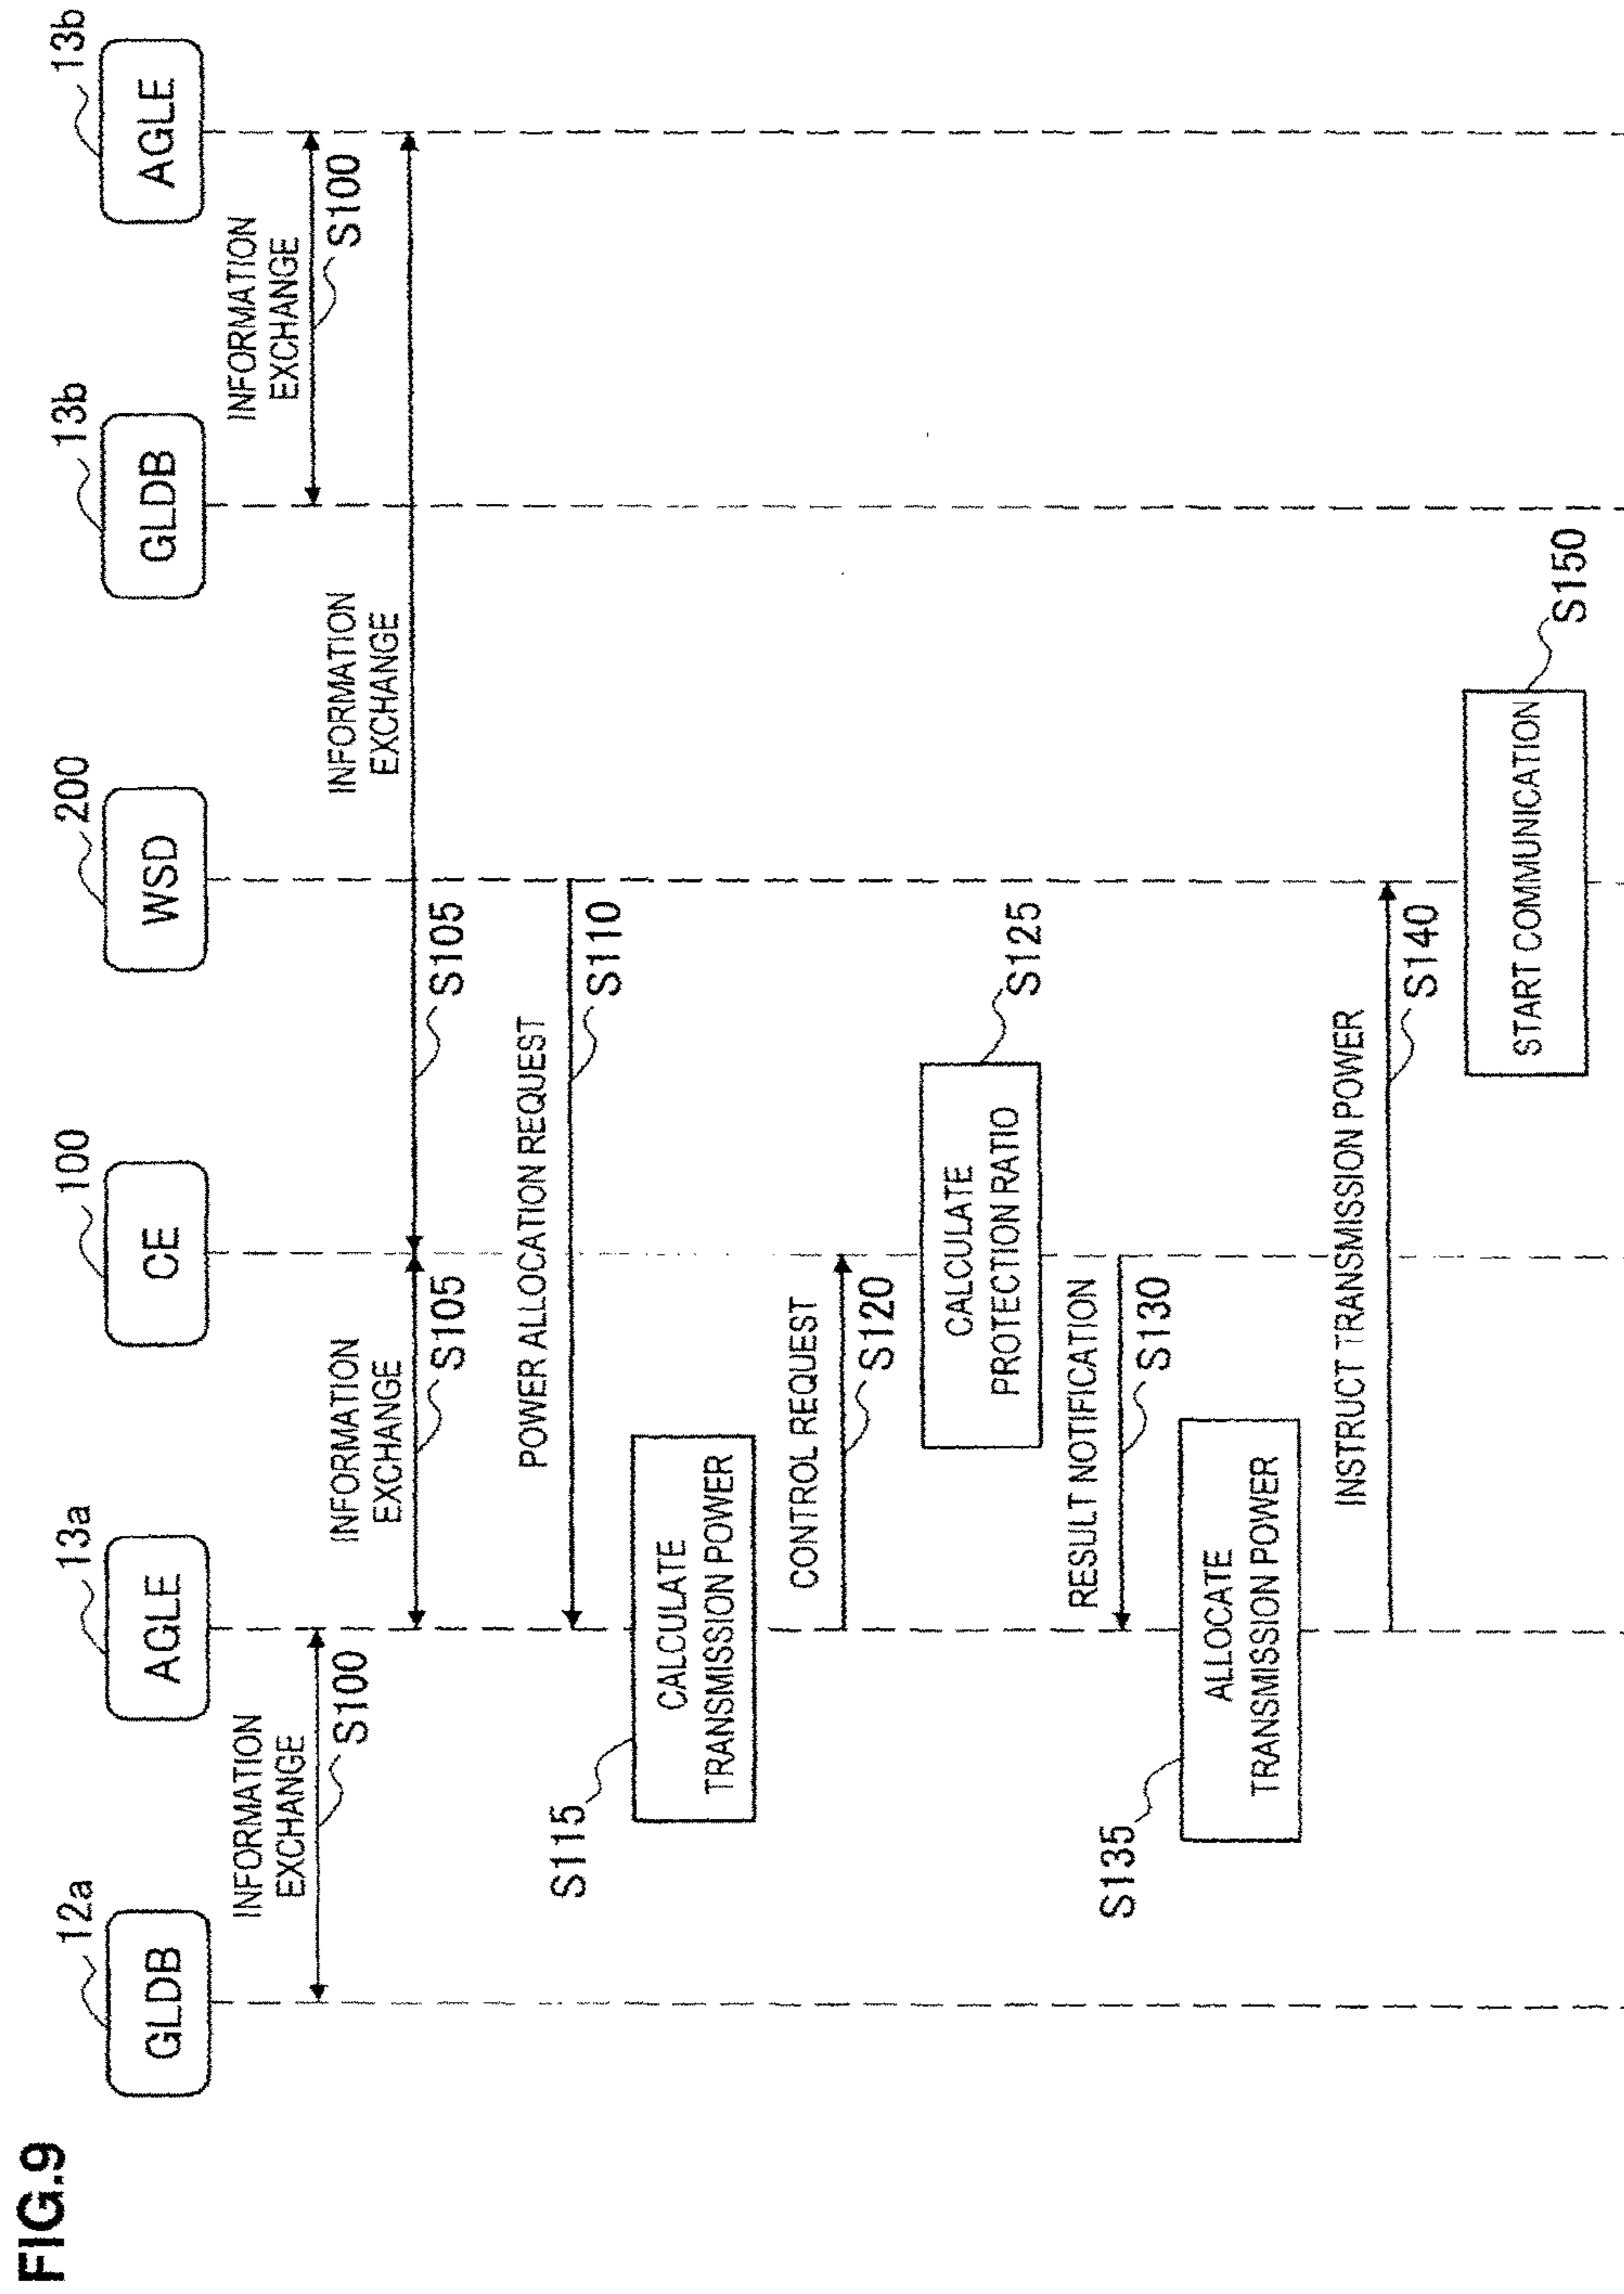 FIG.9
12a
13a
100
200
13b
13b
GLDB
AGLE
CE
WSD
GLDB
AGLE
INFORMATION
EXCHANGE
S100
INFORMATION
EXCHANGE
S100
INFORMATION
EXCHANGE
S105
INFORMATION
EXCHANGE
S105
POWER ALLOCATION REQUEST
S110
S115
CALCULATE
TRANSMISSION POWER
CONTROL REQUEST
S120
CALCULATE
PROTECTION RATIO
S125
RESULT NOTIFICATION
S130
S135
ALLOCATE
TRANSMISSION POWER
INSTRUCT TRANSMISSION POWER
S140
START COMMUNICATION
S150